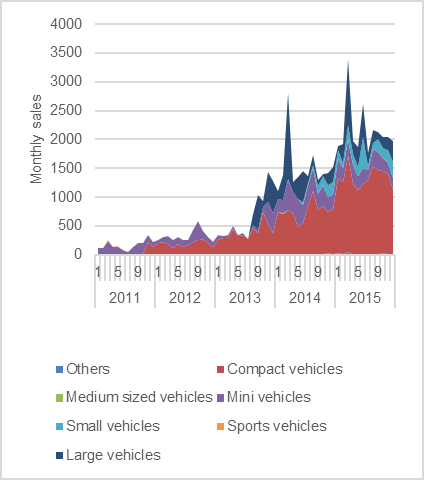 4000
3500
3000
2500
2000
1500
1000
500
0
Monthly sales
1 5 9 1 5 9 1 5 9 1 5 9 1 5 9
2011 2012 2013 2014 2015
Others Compact vehicles
Medium sized vehicles Mini vehicles
Small vehicles Sports vehicles
Large vehicles